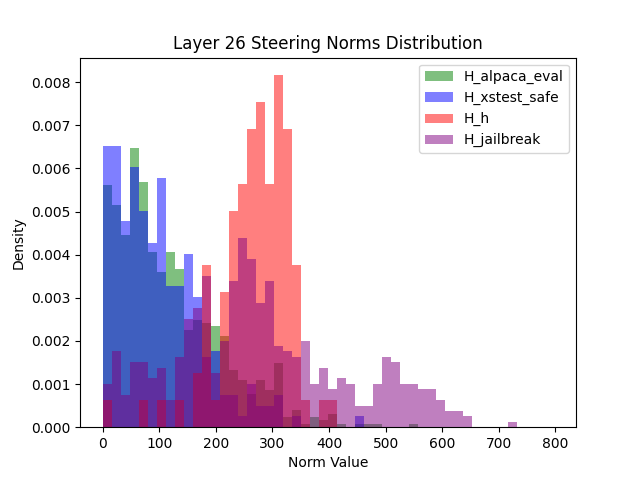 Layer 26 Steering Norms Distribution
H_alpaca_eval
H_xstest_safe
H_h
H_jailbreak
0.008
0.007
0.006
0.005
0.004
0.003
0.002
0.001
0.000
Density
0 100 200 300 400 500 600 700 800
Norm Value